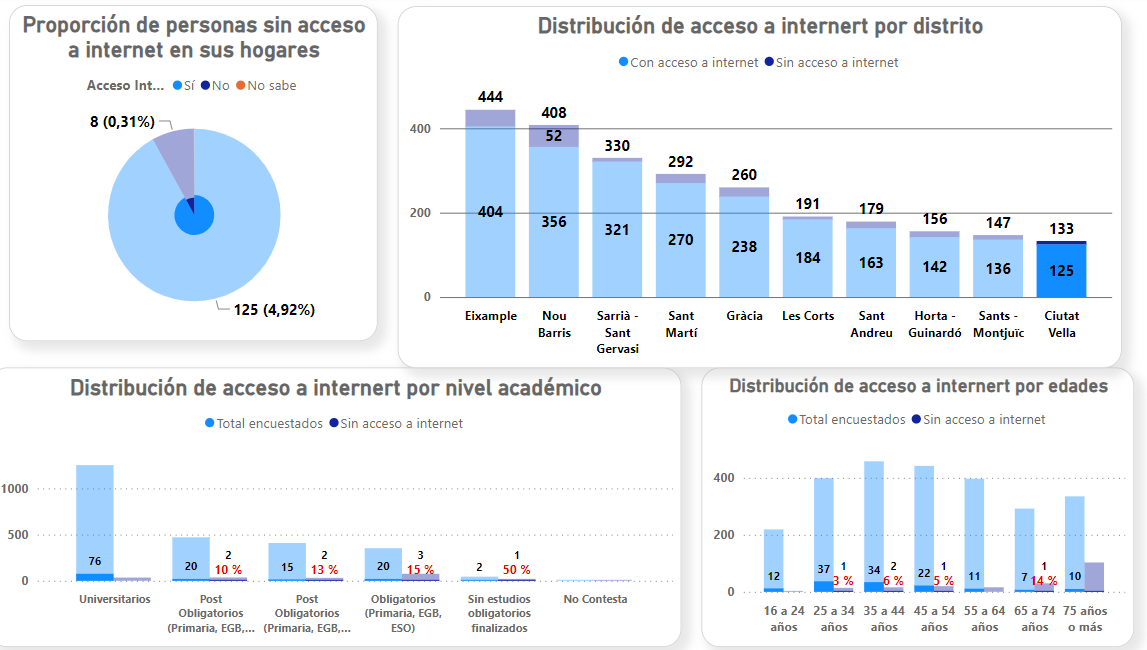 Proporción de personas sin acceso
a internet en sus hogares
Acceso Int... Sí No No sabe
8 (0,31%)
125 (4,92%)
Distribución de acceso a internert por distrito
Con acceso a internet Sin acceso a internet
400
200
0
444 408 330 292 260 191 179 156 147 133
52
404 356 321 270 238 184 163 142 136 125
Eixample Nou Barris Sarrià - Sant Gervasi Sant Martí Gràcia Les Corts Sant Andreu Horta - Guinardó Sants - Montjuïc Ciutat Vella
Distribución de acceso a internert por nivel académico
Total encuestados Sin acceso a internet
1000
500
0
76 20 2 10 % 15 2 13 % 20 3 15 % 2 1 50 %
Universitarios
Post Obligatorios (Primaria, EGB,...
Post Obligatorios (Primaria, EGB,...
Obligatorios (Primaria, EGB, ESO)
Sin estudios obligatorios finalizados
No Contesta
Distribución de acceso a internert por edades
Total encuestados Sin acceso a internet
400
200
0
12 37 1 3 % 34 2 6 % 22 1 5 % 11 7 1 14 % 10
16 a 24 años
25 a 34 años
35 a 44 años
45 a 54 años
55 a 64 años
65 a 74 años
75 años o más